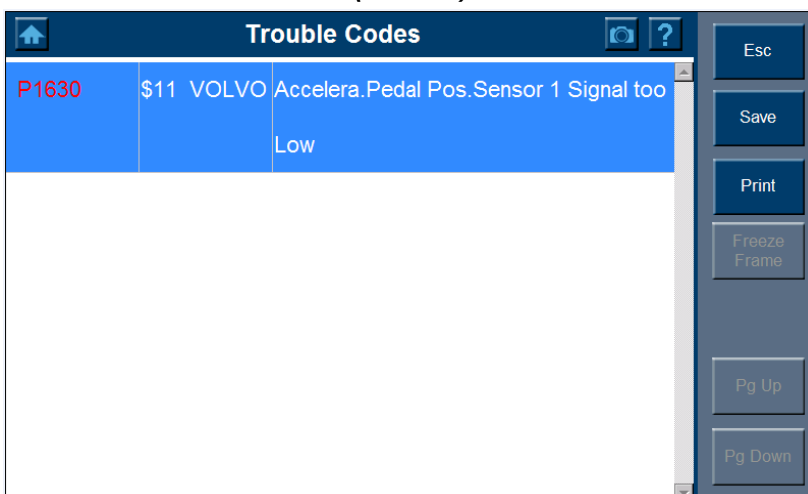 Trouble Codes
?
Esc
P1630 $11 VOLVO Accelera.Pedal Pos.Sensor 1 Signal too
Low
Save
Print
Freeze
Frame
Pg Up
Pg Down